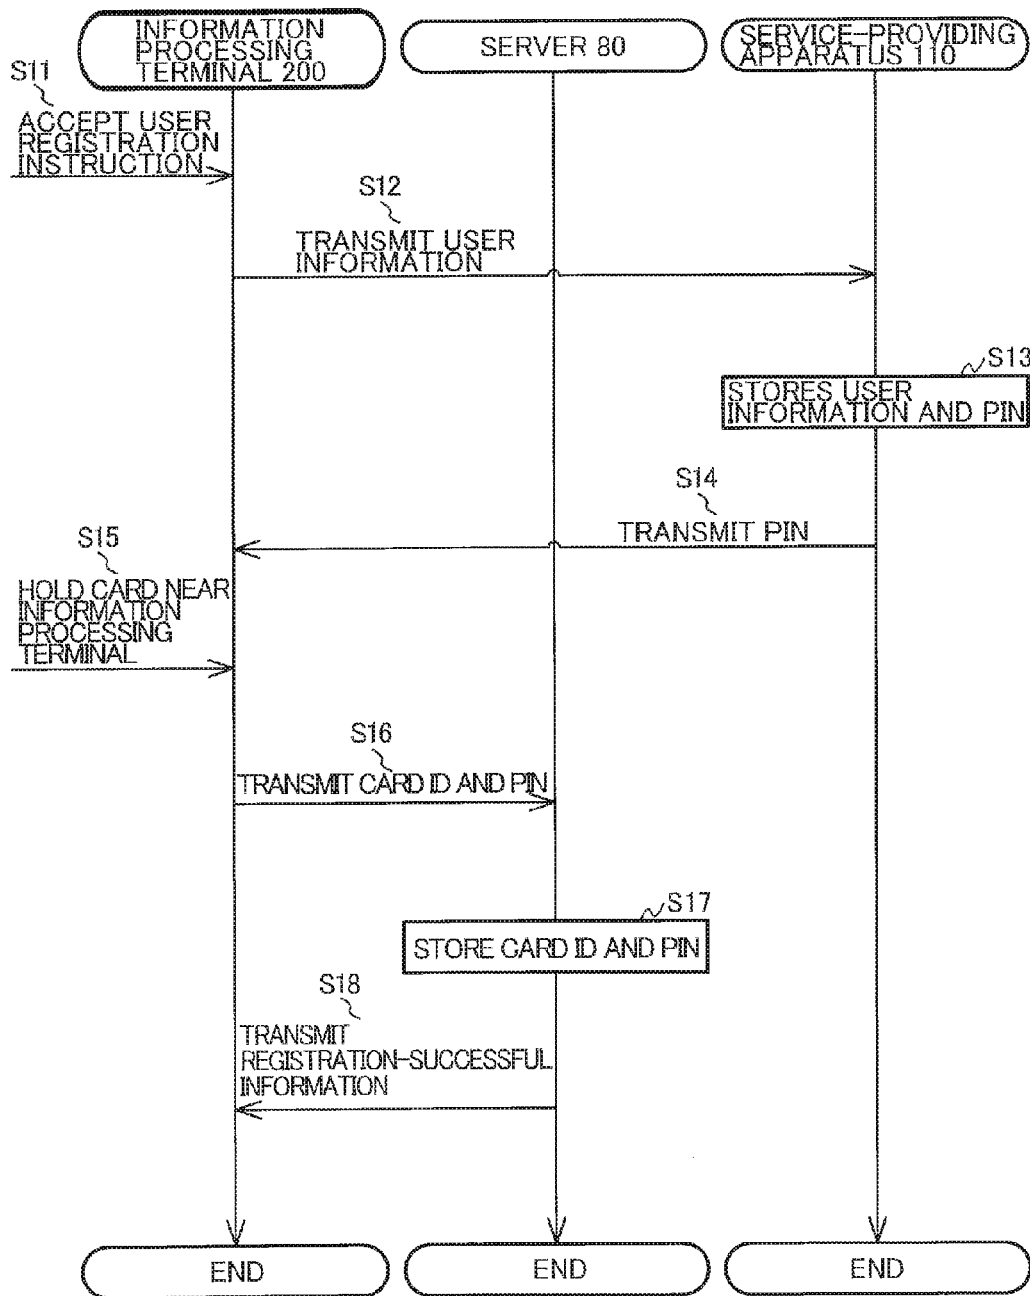 INFORMATION
PROCESSING
TERMINAL 200
SERVER 80
SERVICE-PROVIDING
APPARATUS 110
S11
ACCEPT USER
REGISTRATION
INSTRUCTION
S12
TRANSMIT USER
INFORMATION
S13
STORES USER
INFORMATION AND PIN
S14
TRANSMIT PIN
S15
HOLD CARD NEAR
INFORMATION
PROCESSING
TERMINAL
S16
TRANSMIT CARD ID AND PIN
S17
STORE CARD ID AND PIN
S18
TRANSMIT
REGISTRATION-SUCCESSFUL
INFORMATION
END
END
END